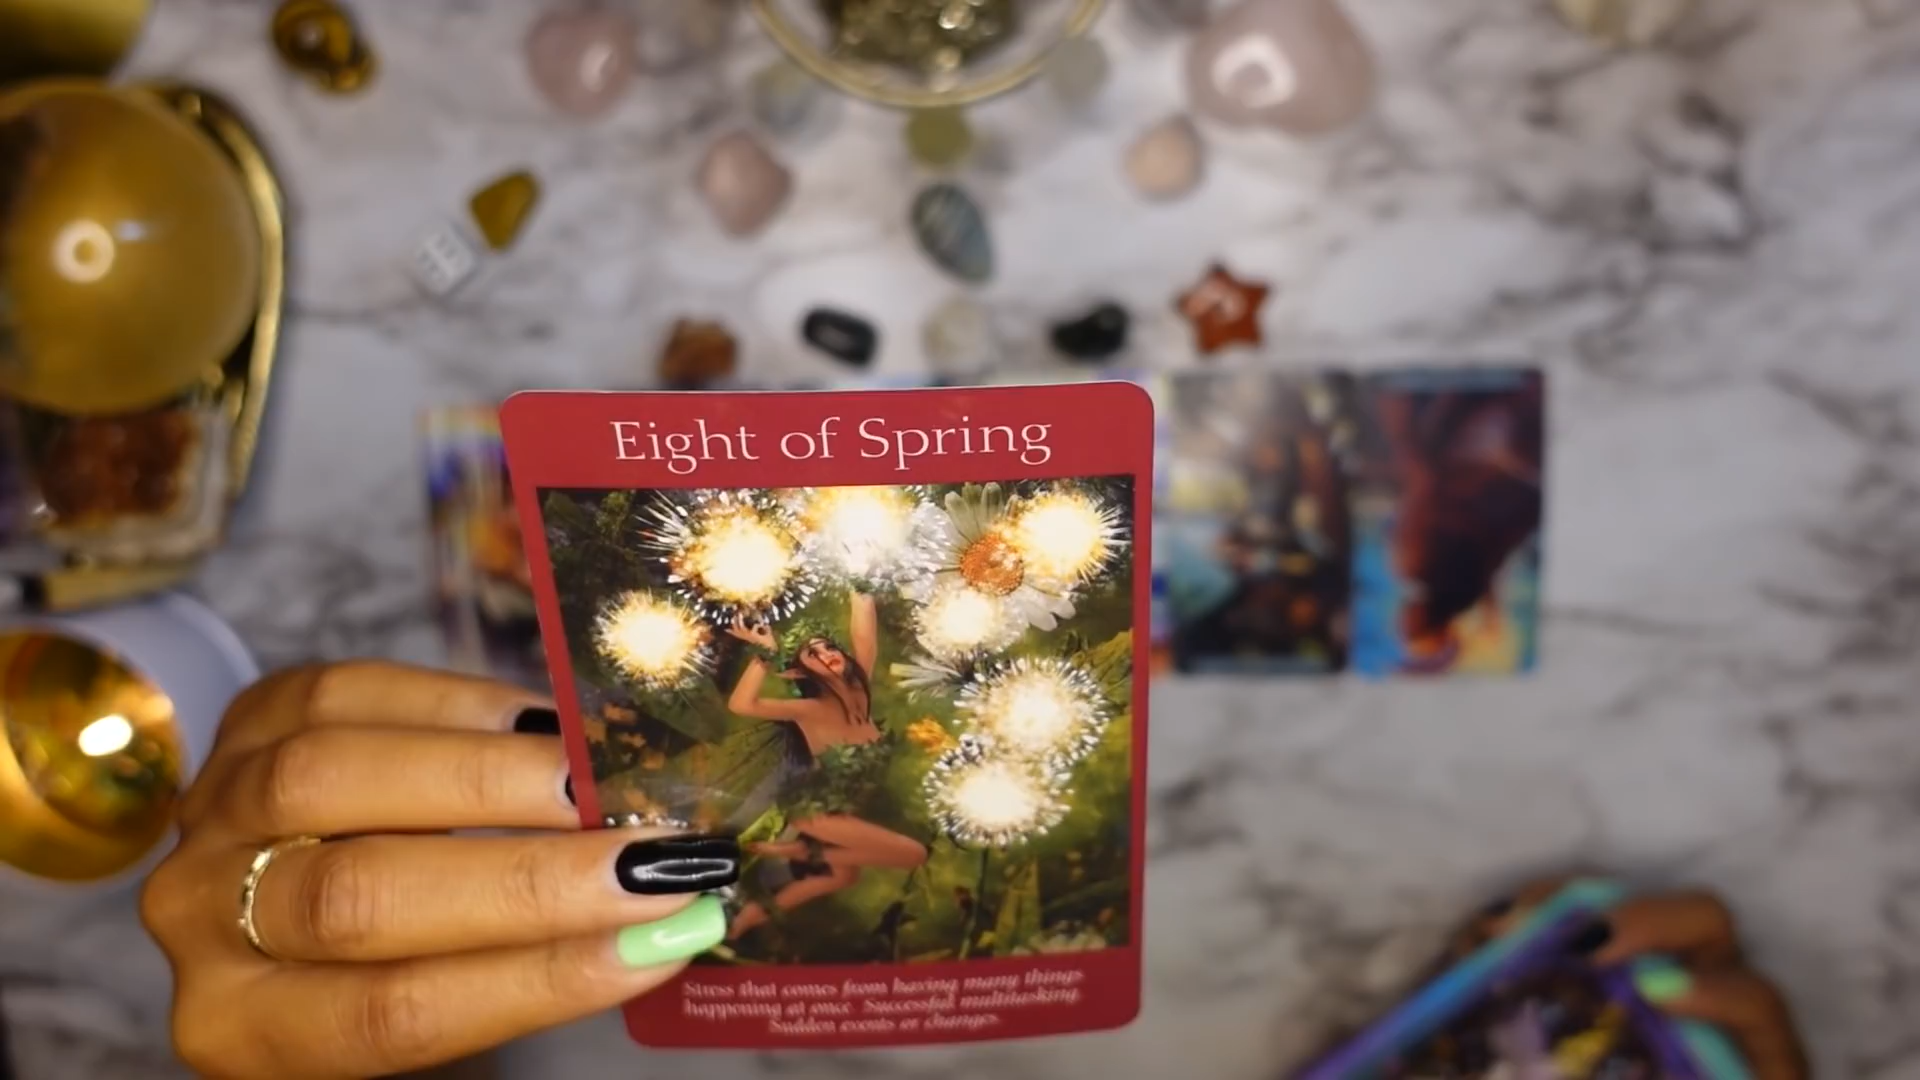 Eight of Spring
Stress that comes from having many things
happening at once. Successful multitasking.
Sudden events or changes.